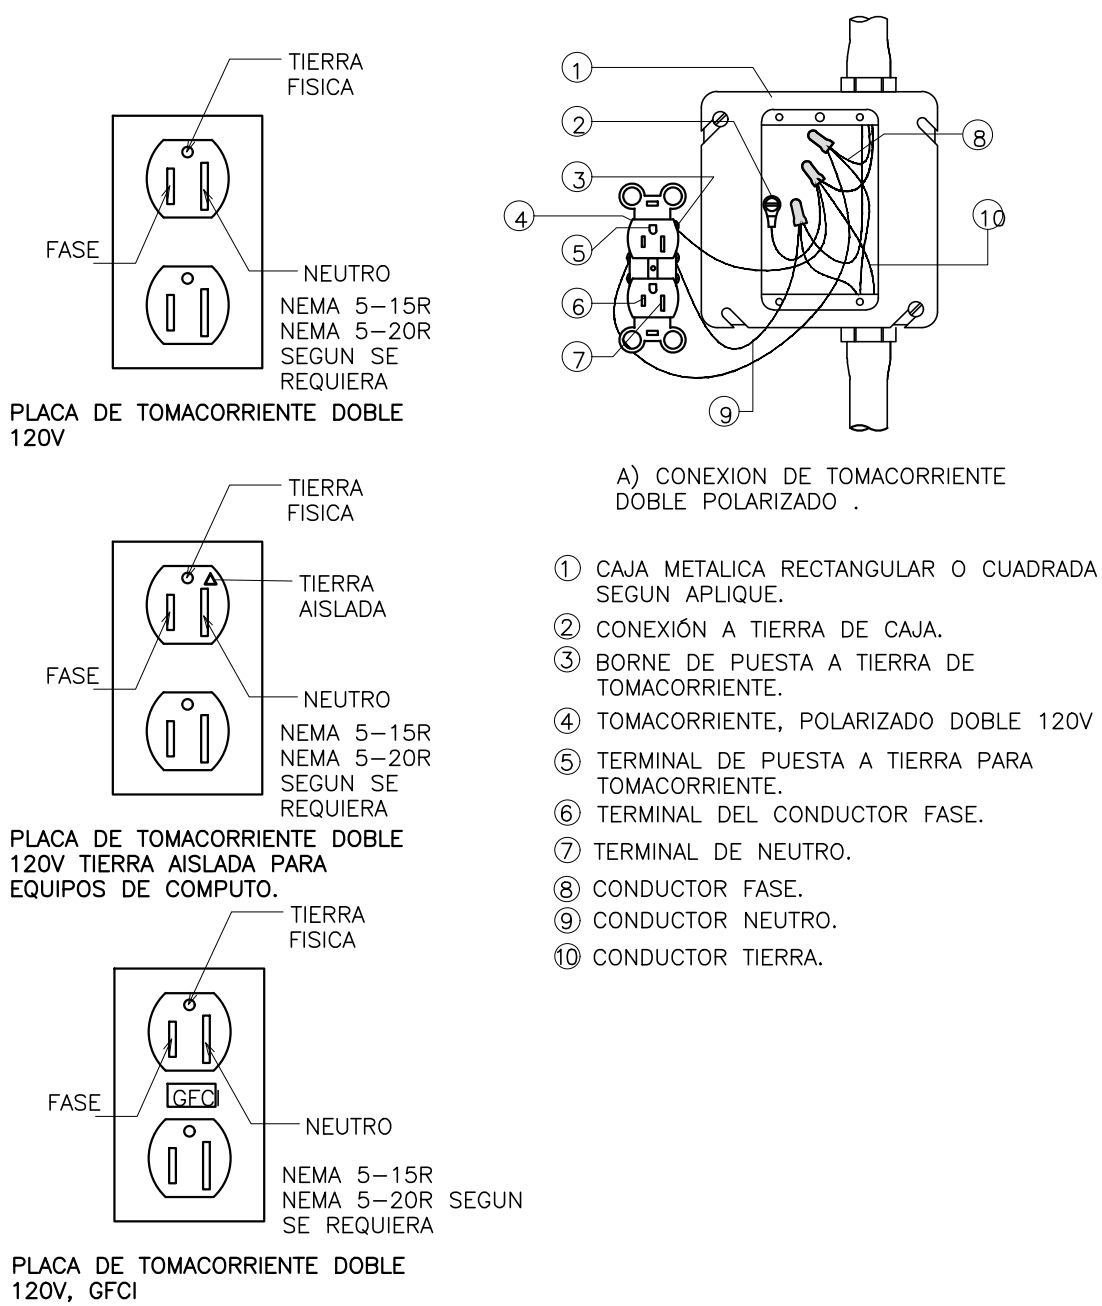 TIERRA
FISICA
FASE
NEUTRO
NEMA 5-15R
NEMA 5-20R
SEGUN SE
REQUIERA
PLACA DE TOMACORRIENTE DOBLE
120V
TIERRA
FISICA
TIERRA
AISLADA
FASE
NEUTRO
NEMA 5-15R
NEMA 5-20R
SEGUN SE
REQUIERA
PLACA DE TOMACORRIENTE DOBLE
120V TIERRA AISLADA PARA
EQUIPOS DE COMPUTO.
TIERRA
FISICA
FASE
GFCI
NEUTRO
NEMA 5-15R
NEMA 5-20R SEGUN
SE REQUIERA
PLACA DE TOMACORRIENTE DOBLE
120V, GFCI
1
2
3
4
5
6
7
8
10
9
A) CONEXION DE TOMACORRIENTE
DOBLE POLARIZADO .
1 CAJA METALICA RECTANGULAR O CUADRADA
SEGUN APLIQUE.
2 CONEXIÓN A TIERRA DE CAJA.
3 BORNE DE PUESTA A TIERRA DE
TOMACORRIENTE.
4 TOMACORRIENTE, POLARIZADO DOBLE 120V
5 TERMINAL DE PUESTA A TIERRA PARA
TOMACORRIENTE.
6 TERMINAL DEL CONDUCTOR FASE.
7 TERMINAL DE NEUTRO.
8 CONDUCTOR FASE.
9 CONDUCTOR NEUTRO.
10 CONDUCTOR TIERRA.